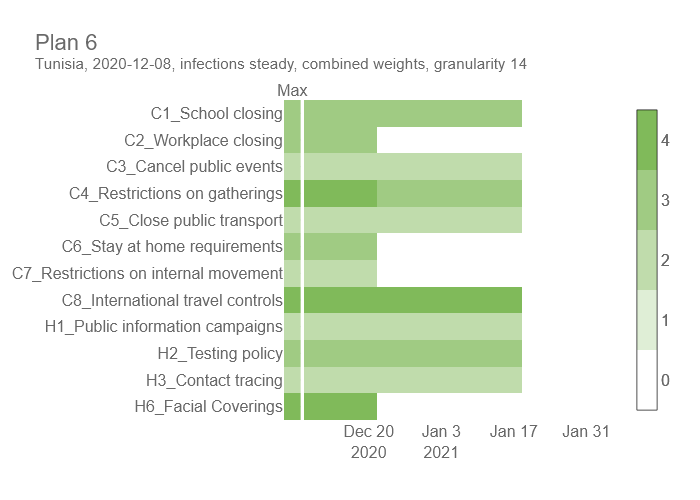 Plan 6
Tunisia, 2020-12-08, infections steady, combined weights, granularity 14
Max
C1_School closing
C2_Workplace closing
C3_Cancel public events
C4_Restrictions on gatherings
C5_Close public transport
C6_Stay at home requirements
C7_Restrictions on internal movement
C8_International travel controls
H1_Public information campaigns
H2_Testing policy
H3_Contact tracing
H6_Facial Coverings
Dec 20 Jan 3 Jan 17 Jan 31
2020 2021
4
3
2
1
0